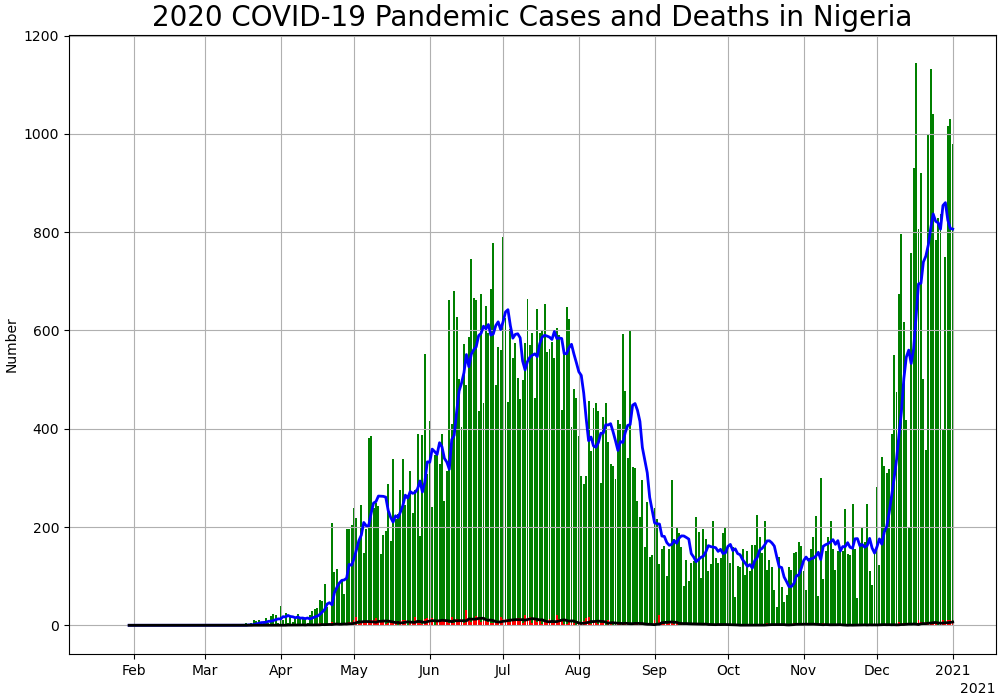 2020 COVID-19 Pandemic Cases and Deaths in Nigeria
1200
1000
800
600
400
200
0
Number
Feb Mar Apr May Jun Jul Aug Sep Oct Nov Dec 2021
2021